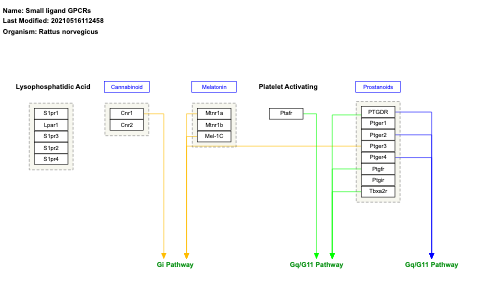 Name: Small ligand GPCRs
Last Modified: 20210516112458
Organism: Rattus norvegicus
Lysophosphatidic Acid
Cannabinoid
Melatonin
Platelet Activating
Prostanoids
S1pr1
Lpar1
S1pr3
S1pr2
S1pr4
Cnr1
Cnr2
Mtnr1a
Mtnr1b
Mel-1C
Ptafr
PTGDR
Ptger1
Ptger2
Ptger3
Ptger4
Ptgfr
Ptgir
Tbxa2r
Gi Pathway
Gq/G11 Pathway
Gq/G11 Pathway